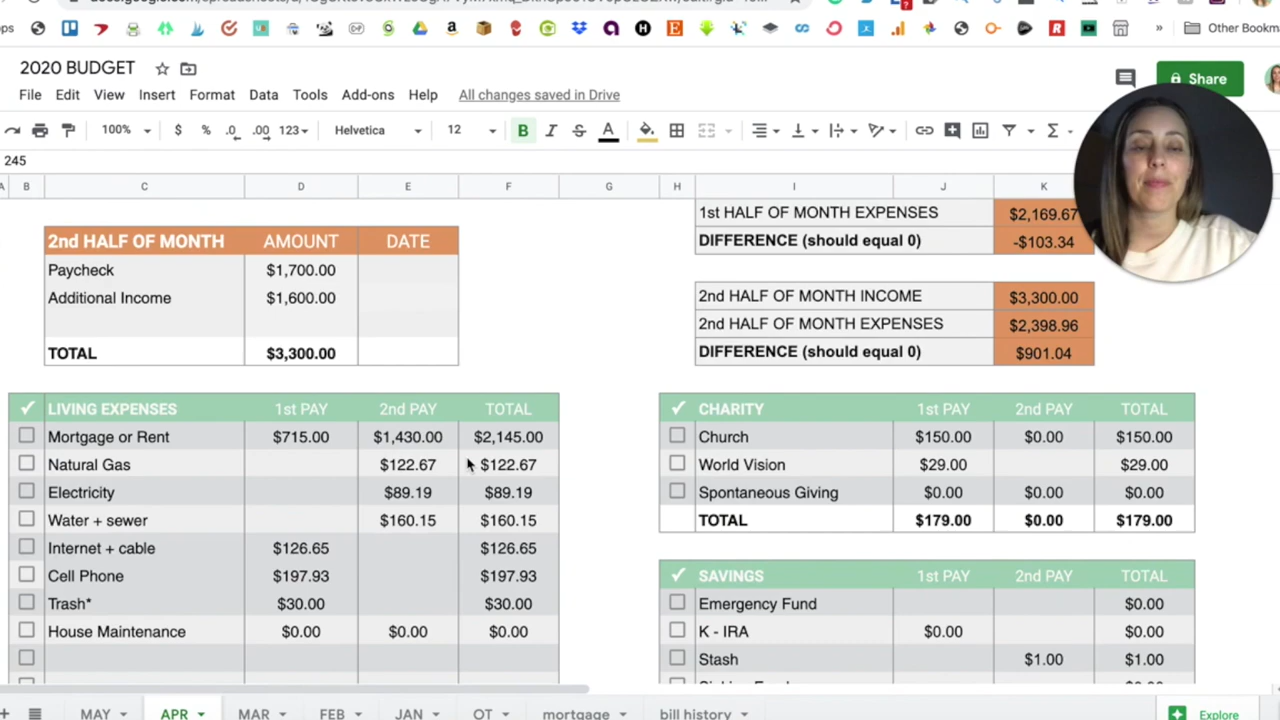 Other Bookm
2020 BUDGET
Share
File Edit View Insert Format Data Tools Add-ons Help All changes saved in Drive
100% $ % .0 .00 123 Helvetica 12 B I S A
245
A B C D E F G H I J K
1st HALF OF MONTH EXPENSES $2,169.67
2nd HALF OF MONTH AMOUNT DATE
DIFFERENCE (should equal 0) -$103.34
Paycheck $1,700.00
Additional Income $1,600.00
2nd HALF OF MONTH INCOME $3,300.00
2nd HALF OF MONTH EXPENSES $2,398.96
TOTAL $3,300.00
DIFFERENCE (should equal 0) $901.04
✓ LIVING EXPENSES 1st PAY 2nd PAY TOTAL
Mortgage or Rent $715.00 $1,430.00 $2,145.00
Natural Gas $122.67 $122.67
Electricity $89.19 $89.19
Water + sewer $160.15 $160.15
Internet + cable $126.65 $126.65
Cell Phone $197.93 $197.93
Trash* $30.00 $30.00
House Maintenance $0.00 $0.00 $0.00
✓ CHARITY 1st PAY 2nd PAY TOTAL
Church $150.00 $0.00 $150.00
World Vision $29.00 $29.00
Spontaneous Giving $0.00 $0.00 $0.00
TOTAL $179.00 $0.00 $179.00
✓ SAVINGS 1st PAY 2nd PAY TOTAL
Emergency Fund $0.00
K - IRA $0.00 $0.00
Stash $1.00 $1.00
MAY APR MAR FEB JAN OT mortgage bill history
Explore